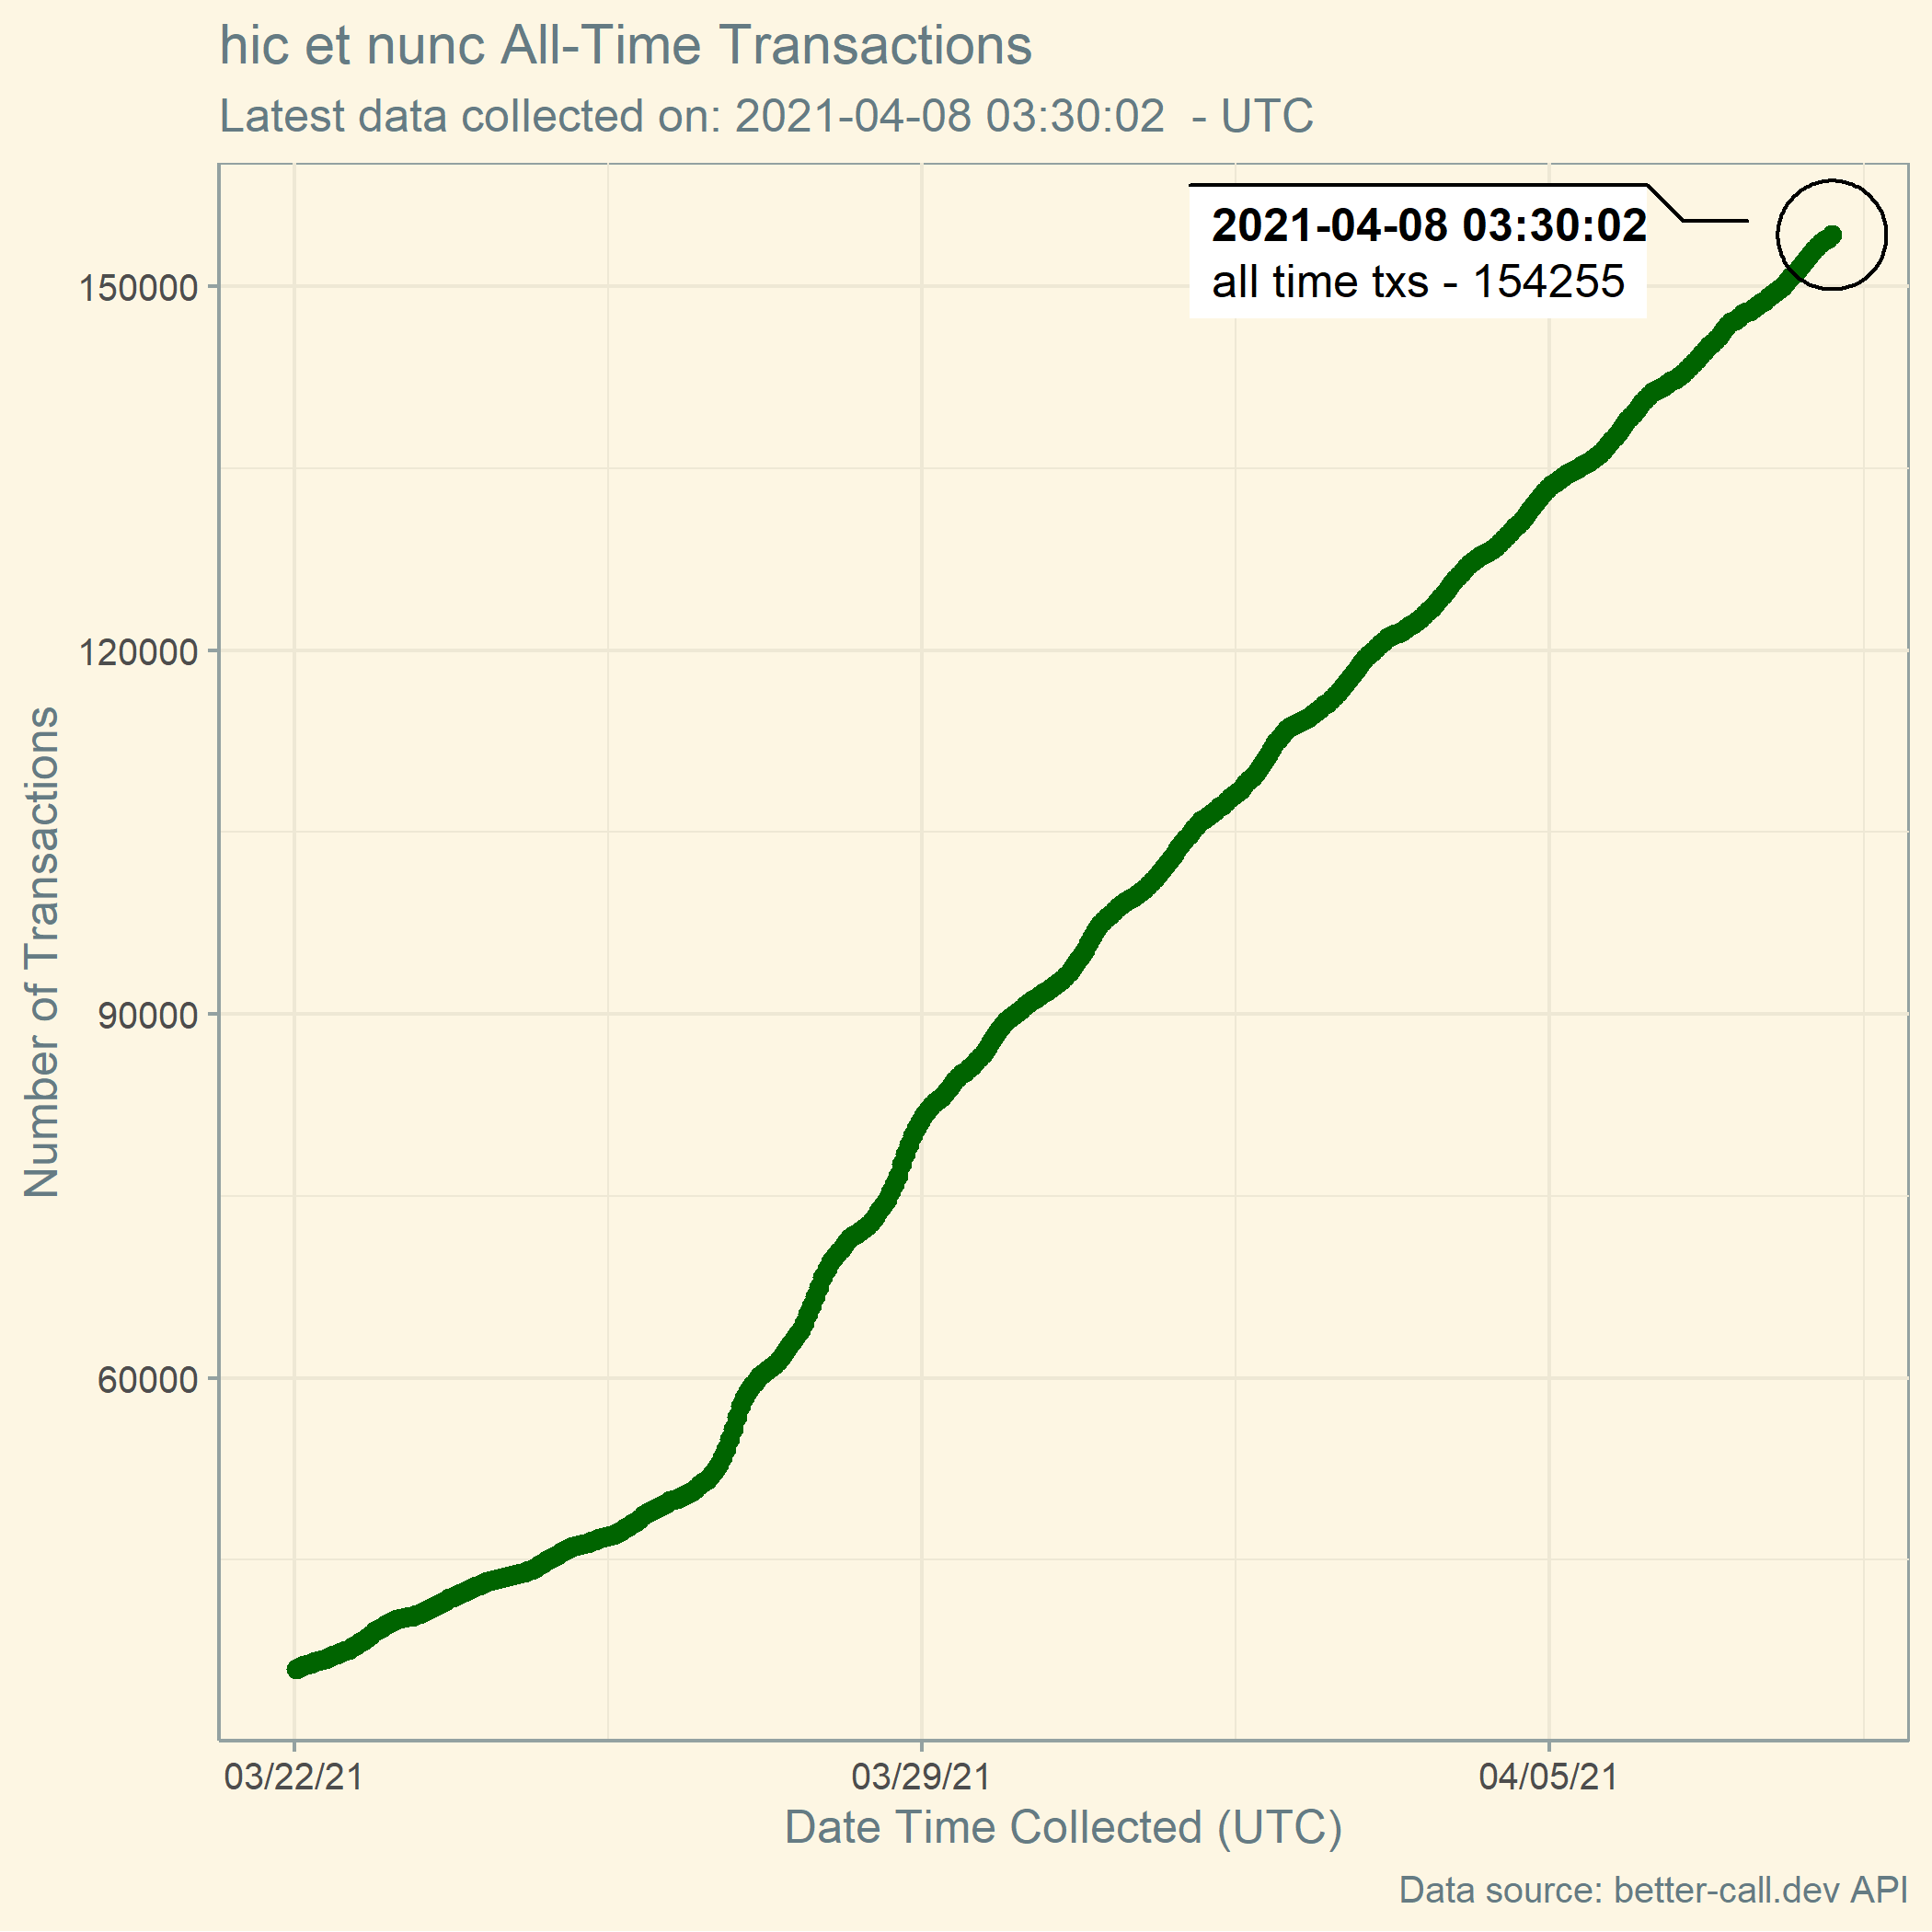 hic et nunc All-Time Transactions
Latest data collected on: 2021-04-08 03:30:02  - UTC
2021-04-08 03:30:02
all time txs - 154255
150000
120000
90000
60000
Number of Transactions
03/22/21
03/29/21
04/05/21
Date Time Collected (UTC)
Data source: better-call.dev API